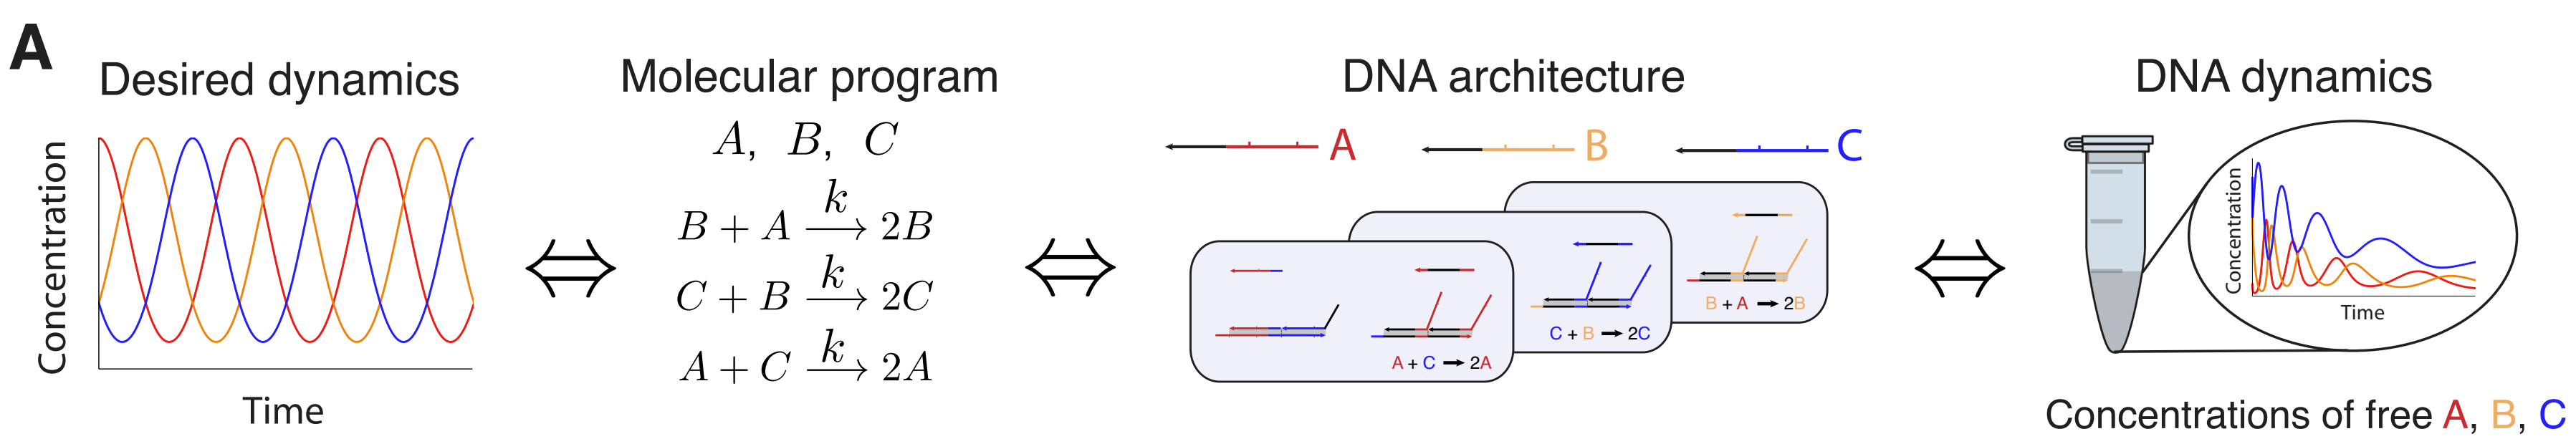 A
Desired dynamics
Concentration
Time
Molecular program
A, B, C
B + A k⟶ 2B
C + B k⟶ 2C
A + C k⟶ 2A
DNA architecture
A
B
C
A + C ➞ 2A
C + B ➞ 2C
B + A ➞ 2B
DNA dynamics
Concentration
Time
Concentrations of free A, B, C